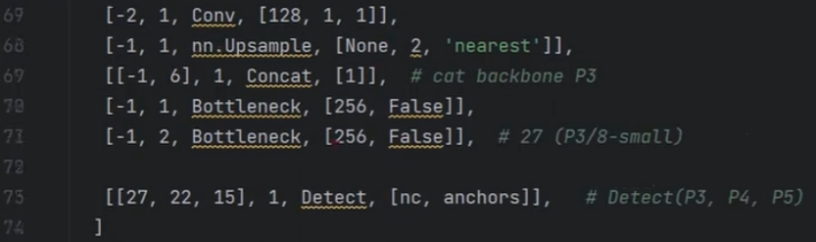 69 [-2, 1, Conv, [128, 1, 1]],
68 [-1, 1, nn.Upsample, [None, 2, 'nearest']],
69 [[-1, 6], 1, Concat, [1]], # cat backbone P3
70 [-1, 1, Bottleneck, [256, False]],
71 [-1, 2, Bottleneck, [256, False]], # 27 (P3/8-small)
72
73 [[27, 22, 15], 1, Detect, [nc, anchors]], # Detect(P3, P4, P5)
74 ]